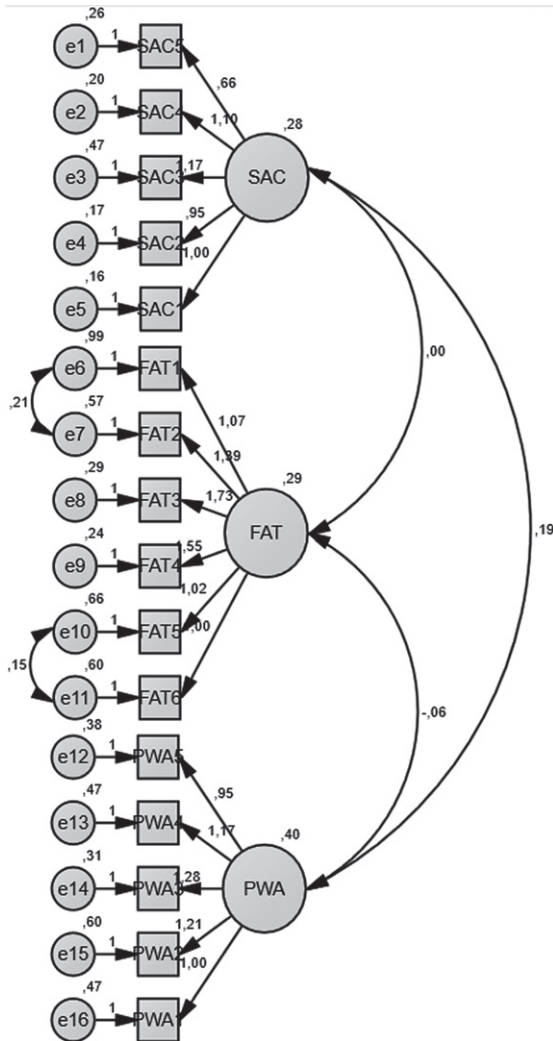 ,26
e1 1 SAC5
,66
,20
e2 1 SAC4
1,10
,28
SAC
,47
e3 1 SAC3
1,17
,17
e4 1 SAC2
,95
,16
e5 1 SAC1
1,00
,00
,19
,99
e6 1 FAT1
1,07
,21
,57
e7 1 FAT2
1,39
,29
e8 1 FAT3
1,73
,29
FAT
,24
e9 1 FAT4
1,55
,66
e10 1 FAT5
1,02
,15
,60
e11 1 FAT6
1,00
-,06
,38
e12 1 PWA5
,95
,47
e13 1 PWA4
1,17
,40
PWA
,31
e14 1 PWA3
1,28
,60
e15 1 PWA2
1,21
,47
e16 1 PWA1
1,00